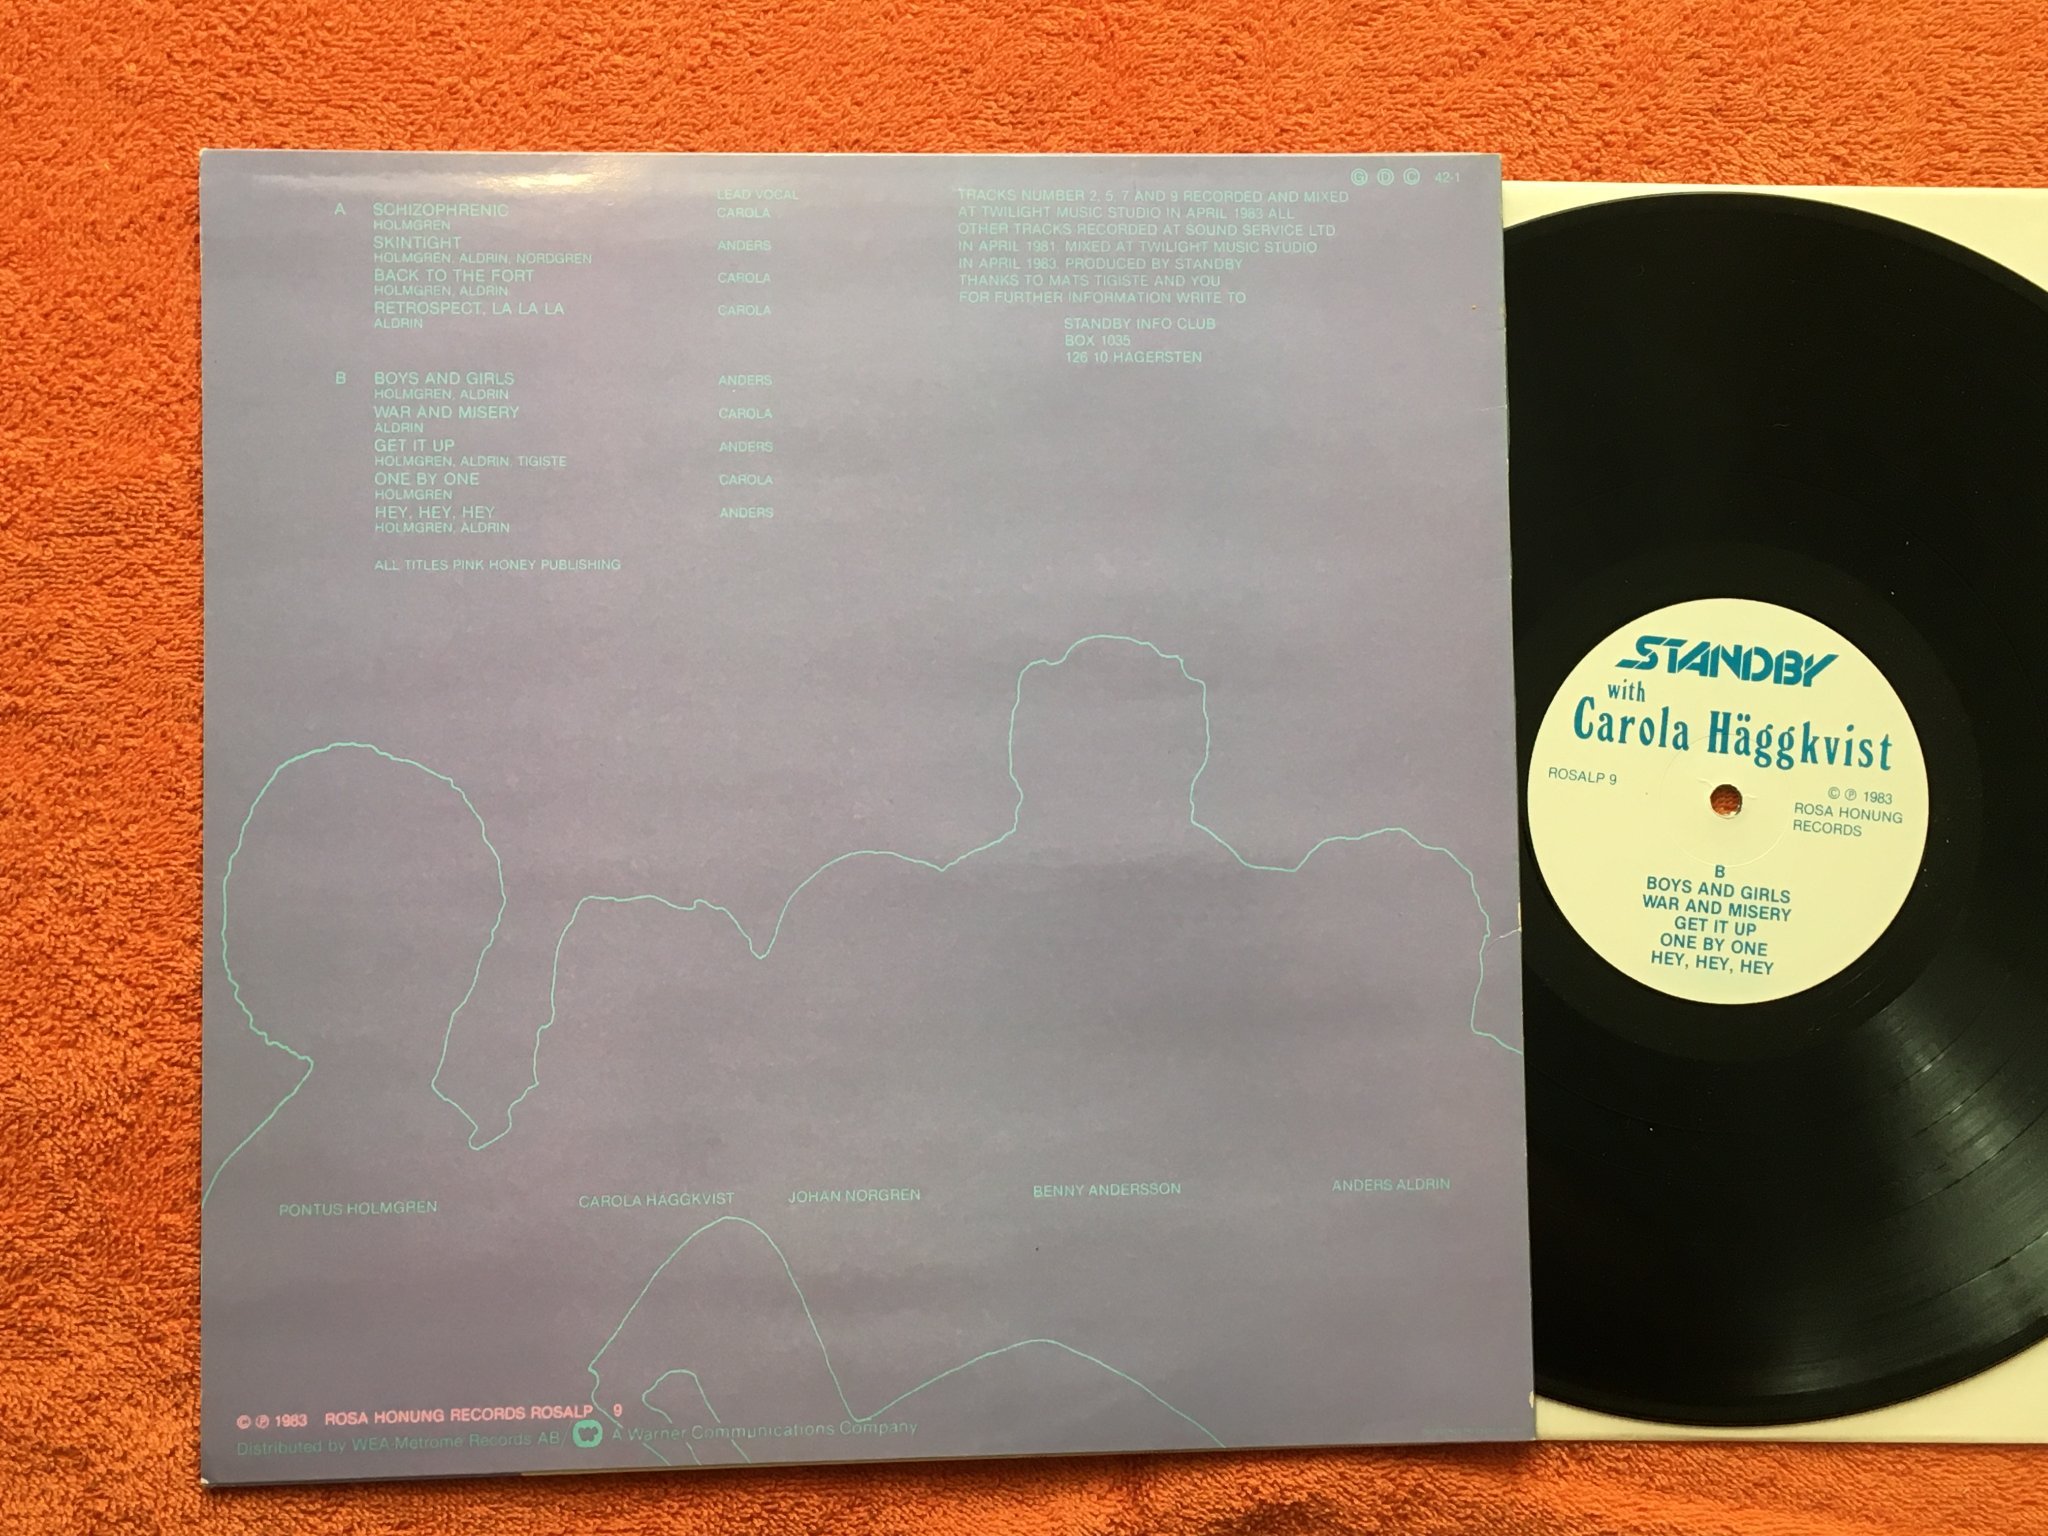 LEAD VOCAL
A SCHIZOPHRENIC CAROLA
HOLMGREN
SKINTIGHT ANDERS
HOLMGREN, ALDRIN, NORDGREN
BACK TO THE FORT CAROLA
HOLMGREN, ALDRIN
RETROSPECT, LA LA LA CAROLA
ALDRIN
B BOYS AND GIRLS ANDERS
HOLMGREN, ALDRIN
WAR AND MISERY CAROLA
ALDRIN
GET IT UP ANDERS
HOLMGREN, ALDRIN, TIGISTE
ONE BY ONE CAROLA
HOLMGREN
HEY, HEY, HEY ANDERS
HOLMGREN, ALDRIN
ALL TITLES PINK HONEY PUBLISHING
G D C 42-1
TRACKS NUMBER 2, 5, 7 AND 9 RECORDED AND MIXED
AT TWILIGHT MUSIC STUDIO IN APRIL 1983 ALL
OTHER TRACKS RECORDED AT SOUND SERVICE LTD.
IN APRIL 1981. MIXED AT TWILIGHT MUSIC STUDIO
IN APRIL 1983. PRODUCED BY STANDBY
THANKS TO MATS TIGISTE AND YOU
FOR FURTHER INFORMATION WRITE TO
STANDBY INFO CLUB
BOX 1035
126 10 HÄGERSTEN
PONTUS HOLMGREN CAROLA HÄGGKVIST JOHAN NORGREN BENNY ANDERSSON ANDERS ALDRIN
© ℗ 1983 ROSA HONUNG RECORDS ROSALP 9
Distributed by WEA-Metrome Records AB/ A Warner Communications Company
STANDBY
with
Carola Häggkvist
ROSALP 9
© ℗ 1983
ROSA HONUNG
RECORDS
B
BOYS AND GIRLS
WAR AND MISERY
GET IT UP
ONE BY ONE
HEY, HEY, HEY